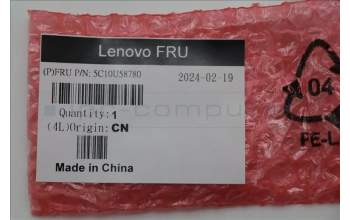 Lenovo FRU
(P)FRU P/N: 5C10U58780
2024-02-19
Quantity: 1
(4L)Origin: CN
Made in China
04
PE-L